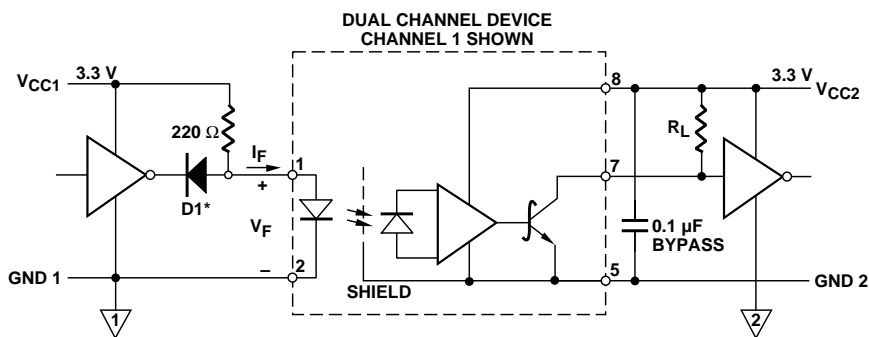 DUAL CHANNEL DEVICE
CHANNEL 1 SHOWN
VCC1
3.3 V
220 Ω
D1*
IF
+
1
VF
–
2
GND 1
1
SHIELD
8
7
5
RL
0.1 µF
BYPASS
3.3 V
VCC2
GND 2
2